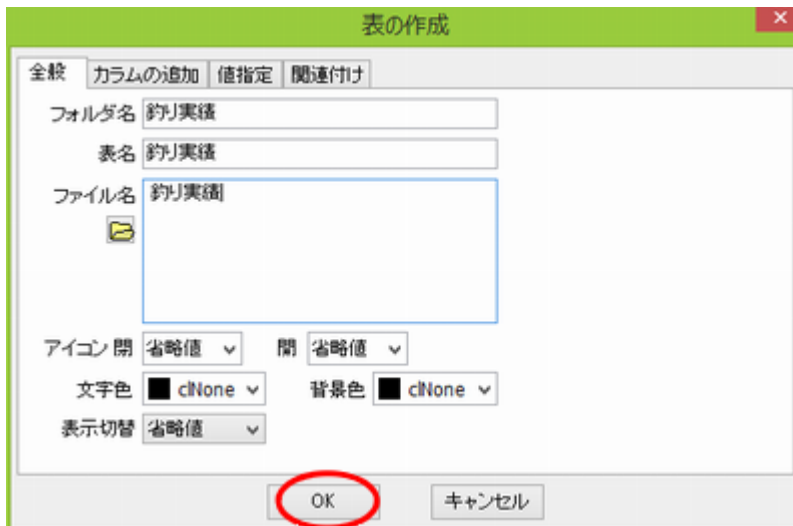 表の作成
全般 カラムの追加 値指定 関連付け
フォルダ名 釣り実績
表名 釣り実績
ファイル名 釣り実績
アイコン 閉 省略値 開 省略値
文字色 clNone 背景色 clNone
表示切替 省略値
OK キャンセル